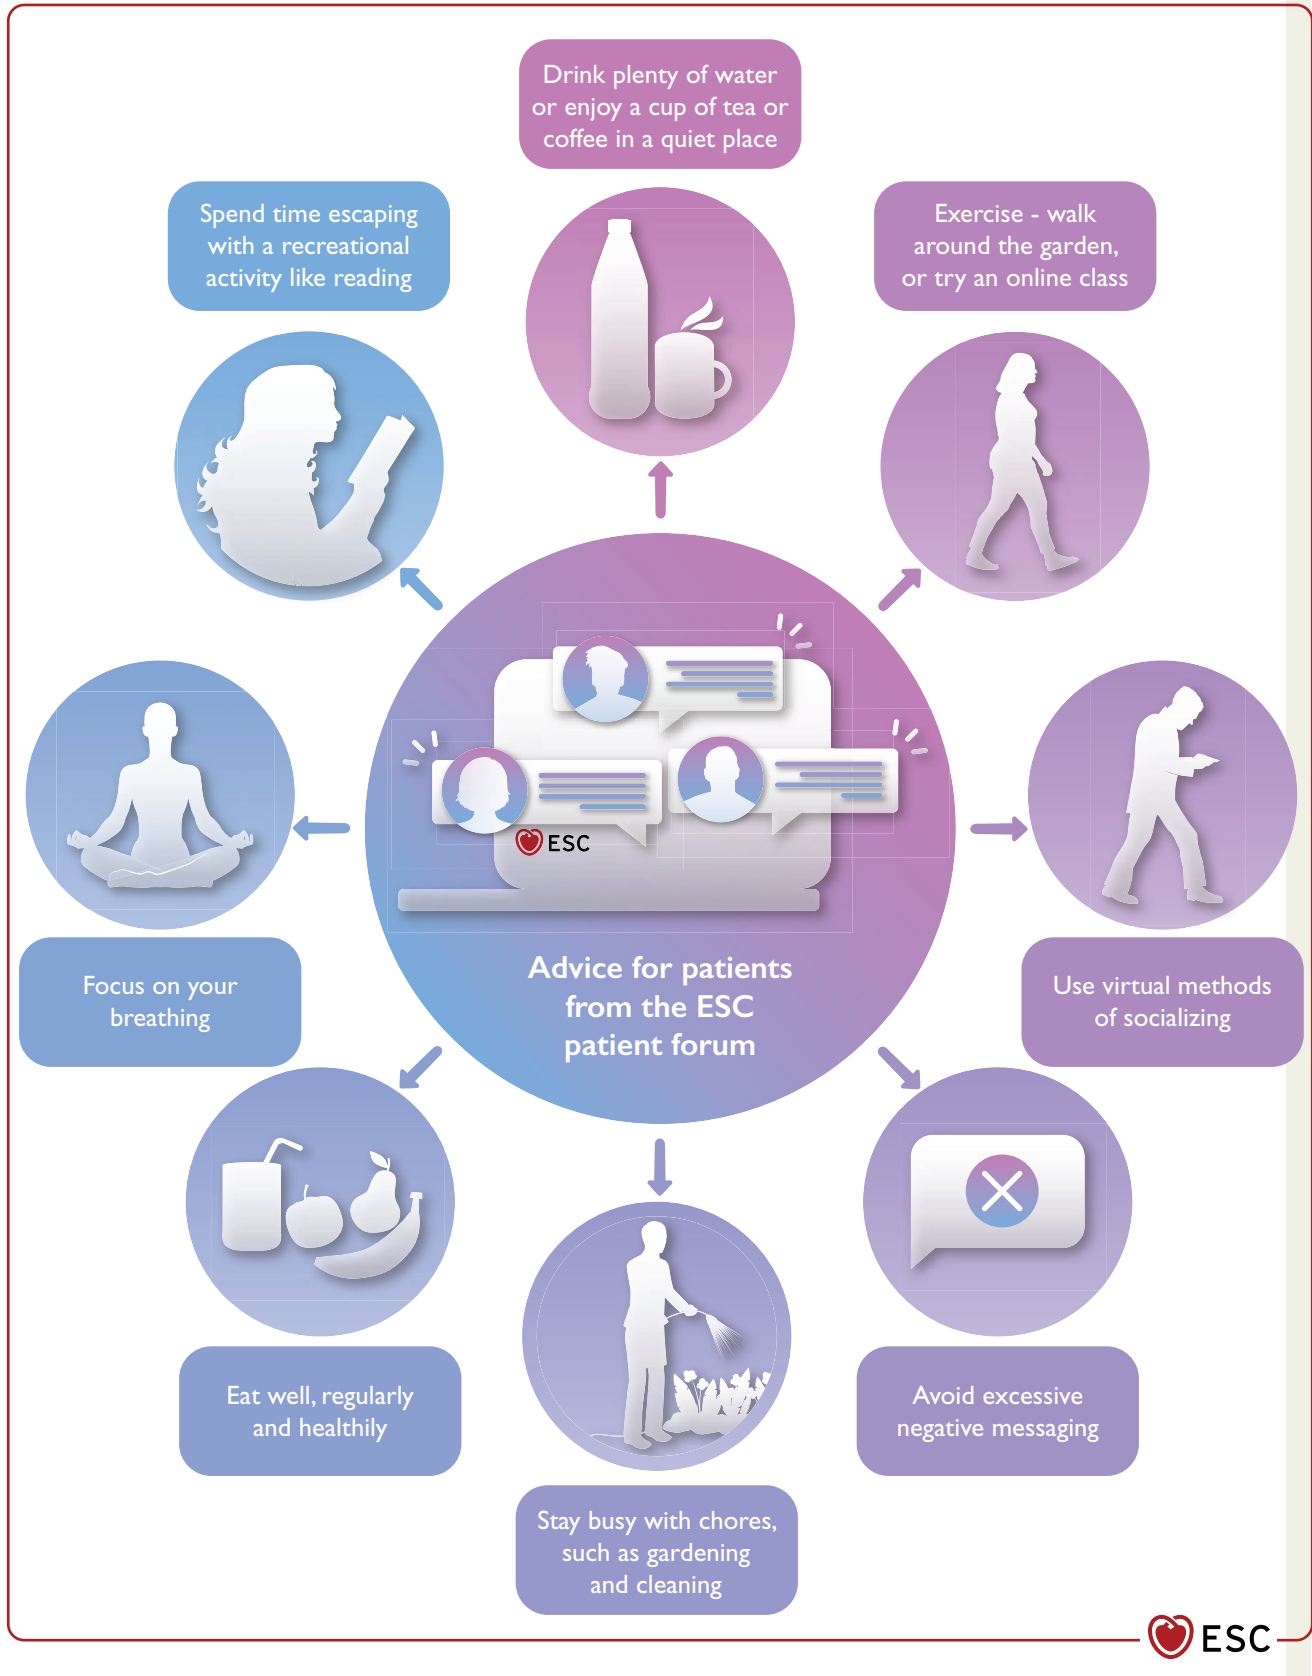 Drink plenty of water
or enjoy a cup of tea or
coffee in a quiet place
Spend time escaping
with a recreational
activity like reading
Exercise - walk
around the garden,
or try an online class
ESC
Advice for patients
from the ESC
patient forum
Focus on your
breathing
Use virtual methods
of socializing
Eat well, regularly
and healthily
Avoid excessive
negative messaging
Stay busy with chores,
such as gardening
and cleaning
ESC